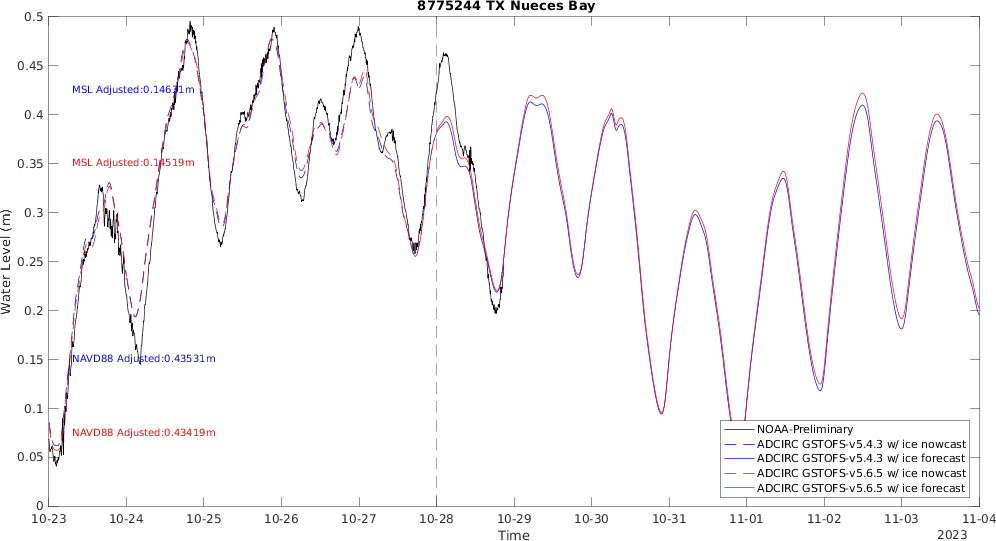 8775244 TX Nueces Bay
0.5
0.45
0.4
0.35
0.3
0.25
0.2
0.15
0.1
0.05
0
Water Level (m)
MSL Adjusted:0.14631m
MSL Adjusted:0.14519m
NAVD88 Adjusted:0.43531m
NAVD88 Adjusted:0.43419m
NOAA-Preliminary
ADCIRC GSTOFS-v5.4.3 w/ ice nowcast
ADCIRC GSTOFS-v5.4.3 w/ ice forecast
ADCIRC GSTOFS-v5.6.5 w/ ice nowcast
ADCIRC GSTOFS-v5.6.5 w/ ice forecast
10-23 10-24 10-25 10-26 10-27 10-28 10-29 10-30 10-31 11-01 11-02 11-03 11-04
Time
2023